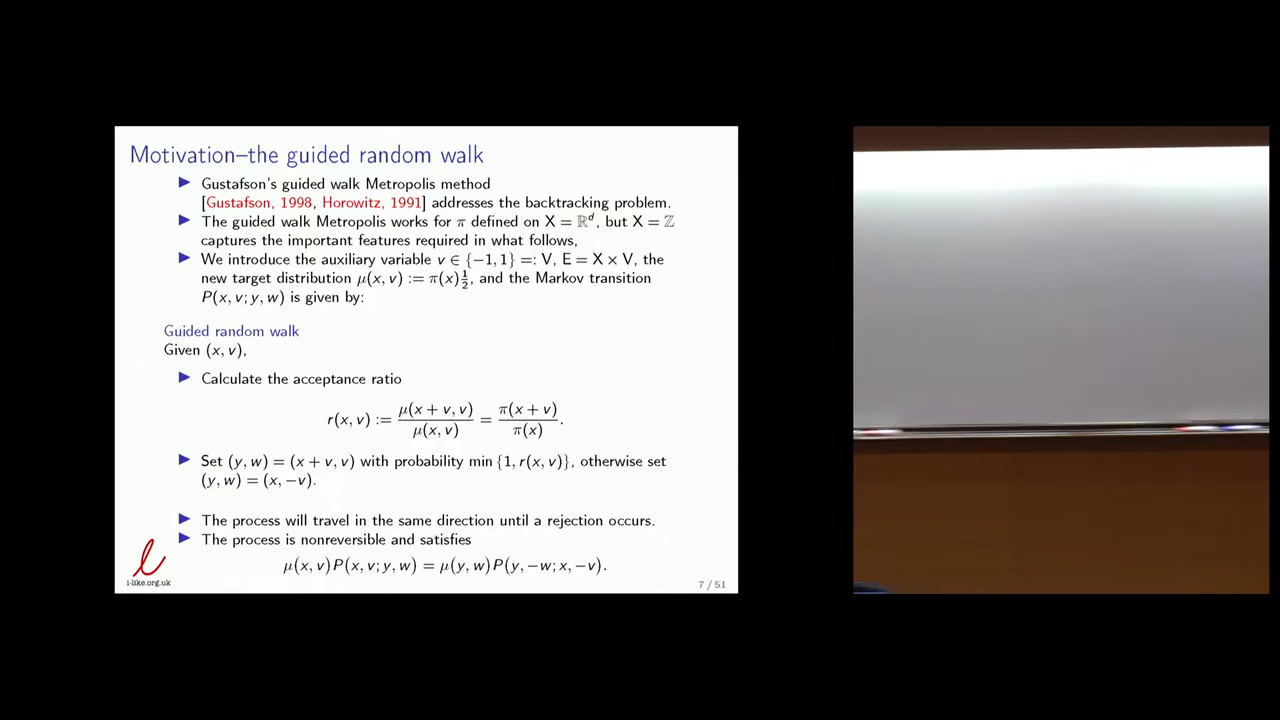 Motivation–the guided random walk
▶ Gustafson's guided walk Metropolis method
[Gustafson, 1998, Horowitz, 1991] addresses the backtracking problem.
▶ The guided walk Metropolis works for π defined on X = ℝᵈ, but X = ℤ
captures the important features required in what follows,
▶ We introduce the auxiliary variable v ∈ {−1, 1} =: V, E = X × V, the
new target distribution μ(x, v) := π(x)½, and the Markov transition
P(x, v; y, w) is given by:
Guided random walk
Given (x, v),
▶ Calculate the acceptance ratio
r(x, v) := μ(x + v, v) / μ(x, v) = π(x + v) / π(x).
▶ Set (y, w) = (x + v, v) with probability min {1, r(x, v)}, otherwise set
(y, w) = (x, −v).
▶ The process will travel in the same direction until a rejection occurs.
▶ The process is nonreversible and satisfies
μ(x, v)P(x, v; y, w) = μ(y, w)P(y, −w; x, −v).
i-like.org.uk
7 / 51